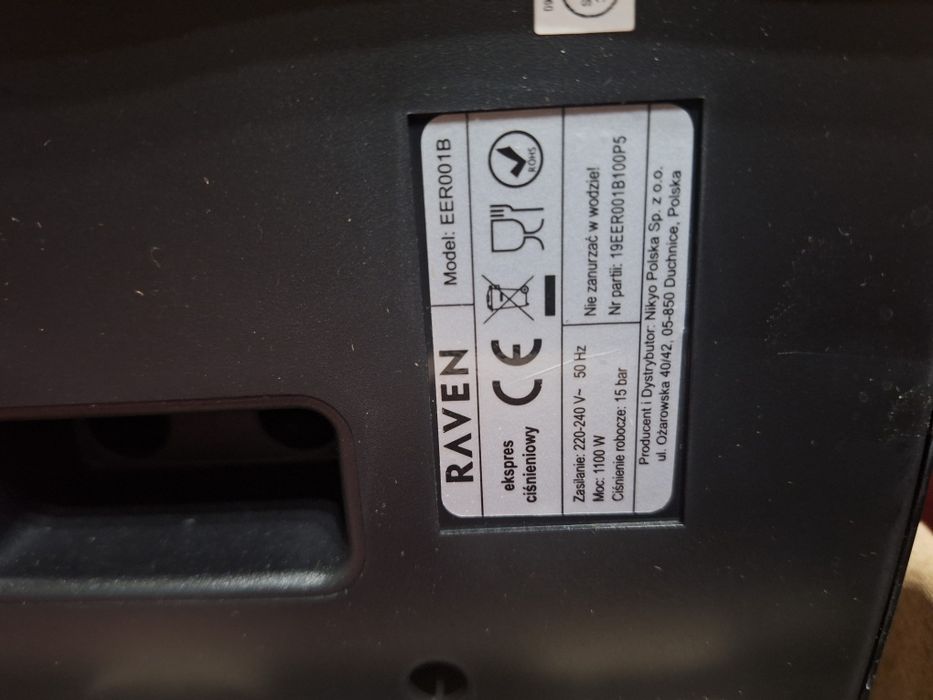 RAVEN
Model: EER001B
ekspres
ciśnieniowy
CE
ROHS
Zasilanie: 220-240 V~ 50 Hz
Moc: 1100 W
Ciśnienie robocze: 15 bar
Nie zanurzać w wodzie!
Nr partii: 19EER001B100P5
Producent i Dystrybutor: Nikyo Polska Sp. z o.o.
ul. Ożarowska 40/42, 05-850 Duchnice, Polska